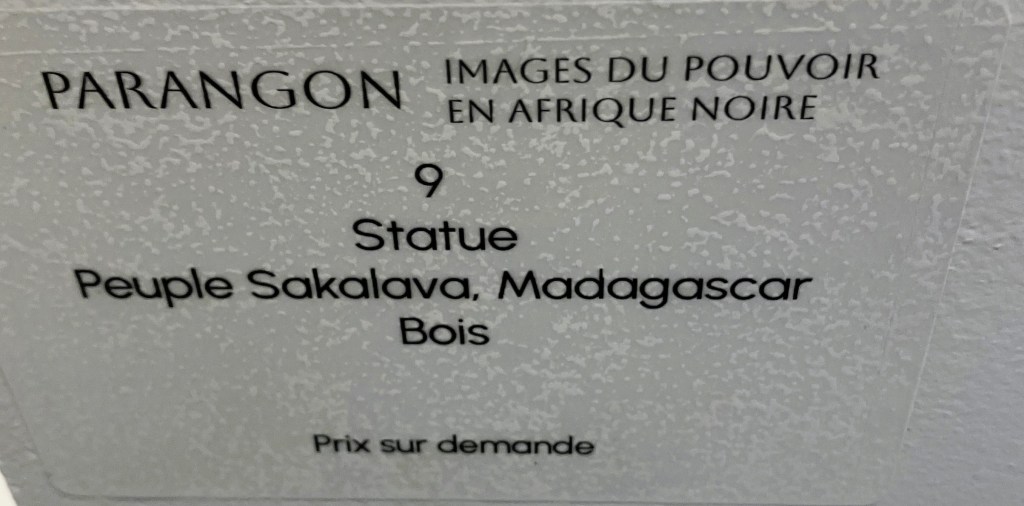 PARANGON
IMAGES DU POUVOIR
EN AFRIQUE NOIRE
9
Statue
Peuple Sakalava, Madagascar
Bois
Prix sur demande